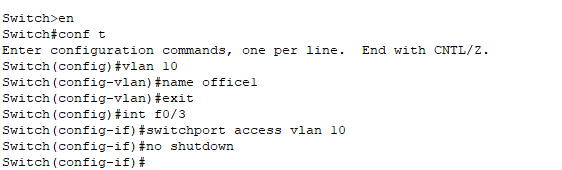 Switch>en
Switch#conf t
Enter configuration commands, one per line.  End with CNTL/Z.
Switch(config)#vlan 10
Switch(config-vlan)#name office1
Switch(config-vlan)#exit
Switch(config)#int f0/3
Switch(config-if)#switchport access vlan 10
Switch(config-if)#no shutdown
Switch(config-if)#